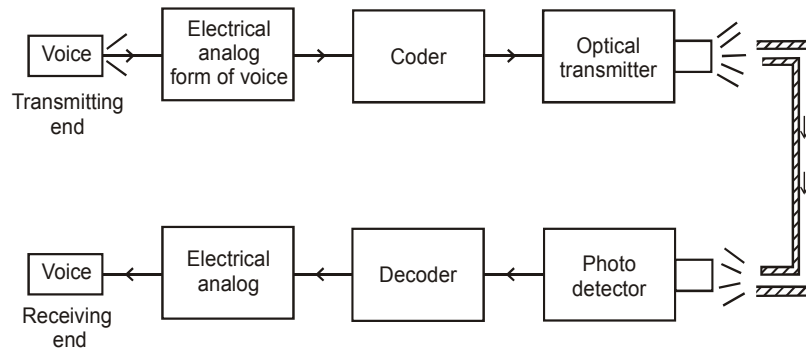 Voice
Transmitting
end
Electrical
analog
form of voice
Coder
Optical
transmitter
Voice
Receiving
end
Electrical
analog
Decoder
Photo
detector